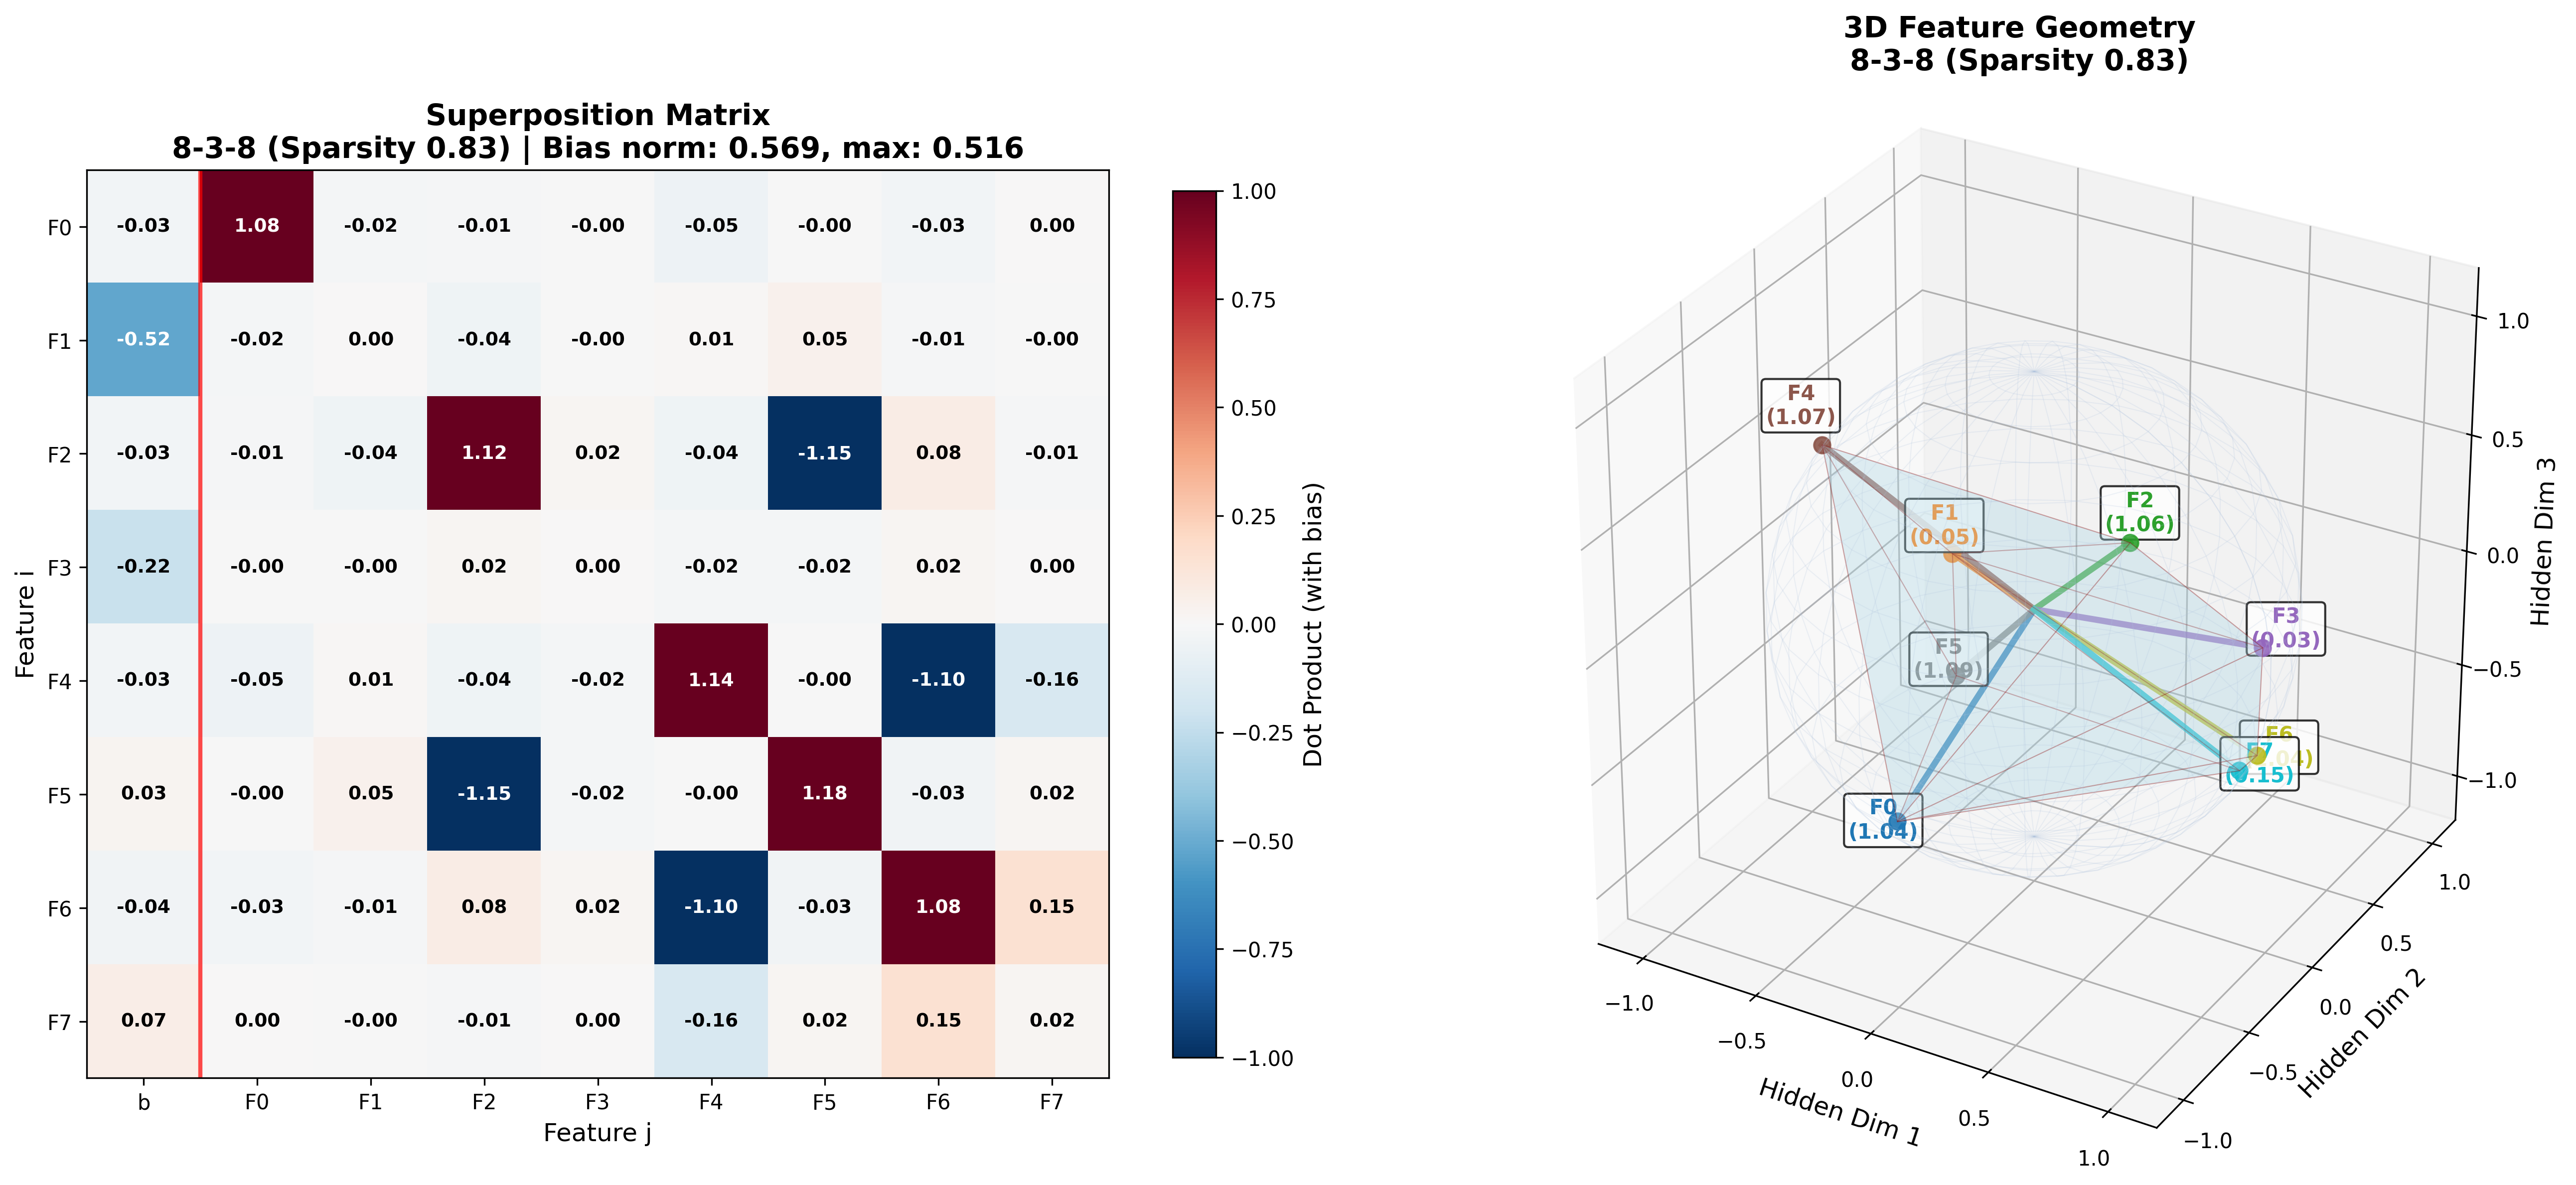 Superposition Matrix
8-3-8 (Sparsity 0.83) | Bias norm: 0.569, max: 0.516
Feature i
F0 -0.03 1.08 -0.02 -0.01 -0.00 -0.05 -0.00 -0.03 0.00
F1 -0.52 -0.02 0.00 -0.04 -0.00 0.01 0.05 -0.01 -0.00
F2 -0.03 -0.01 -0.04 1.12 0.02 -0.04 -1.15 0.08 -0.01
F3 -0.22 -0.00 -0.00 0.02 0.00 -0.02 -0.02 0.02 0.00
F4 -0.03 -0.05 0.01 -0.04 -0.02 1.14 -0.00 -1.10 -0.16
F5 0.03 -0.00 0.05 -1.15 -0.02 -0.00 1.18 -0.03 0.02
F6 -0.04 -0.03 -0.01 0.08 0.02 -1.10 -0.03 1.08 0.15
F7 0.07 0.00 -0.00 -0.01 0.00 -0.16 0.02 0.15 0.02
b F0 F1 F2 F3 F4 F5 F6 F7
Feature j
1.00
0.75
0.50
0.25
0.00
−0.25
−0.50
−0.75
−1.00
Dot Product (with bias)
3D Feature Geometry
8-3-8 (Sparsity 0.83)
F4
(1.07)
F1
(0.05)
F2
(1.06)
F3
(0.03)
F5
(1.09)
F6
F7
(0.15)
F0
(1.04)
−1.0
−0.5
0.0
0.5
1.0
Hidden Dim 1
−1.0
−0.5
0.0
0.5
1.0
Hidden Dim 2
1.0
0.5
0.0
−0.5
−1.0
Hidden Dim 3